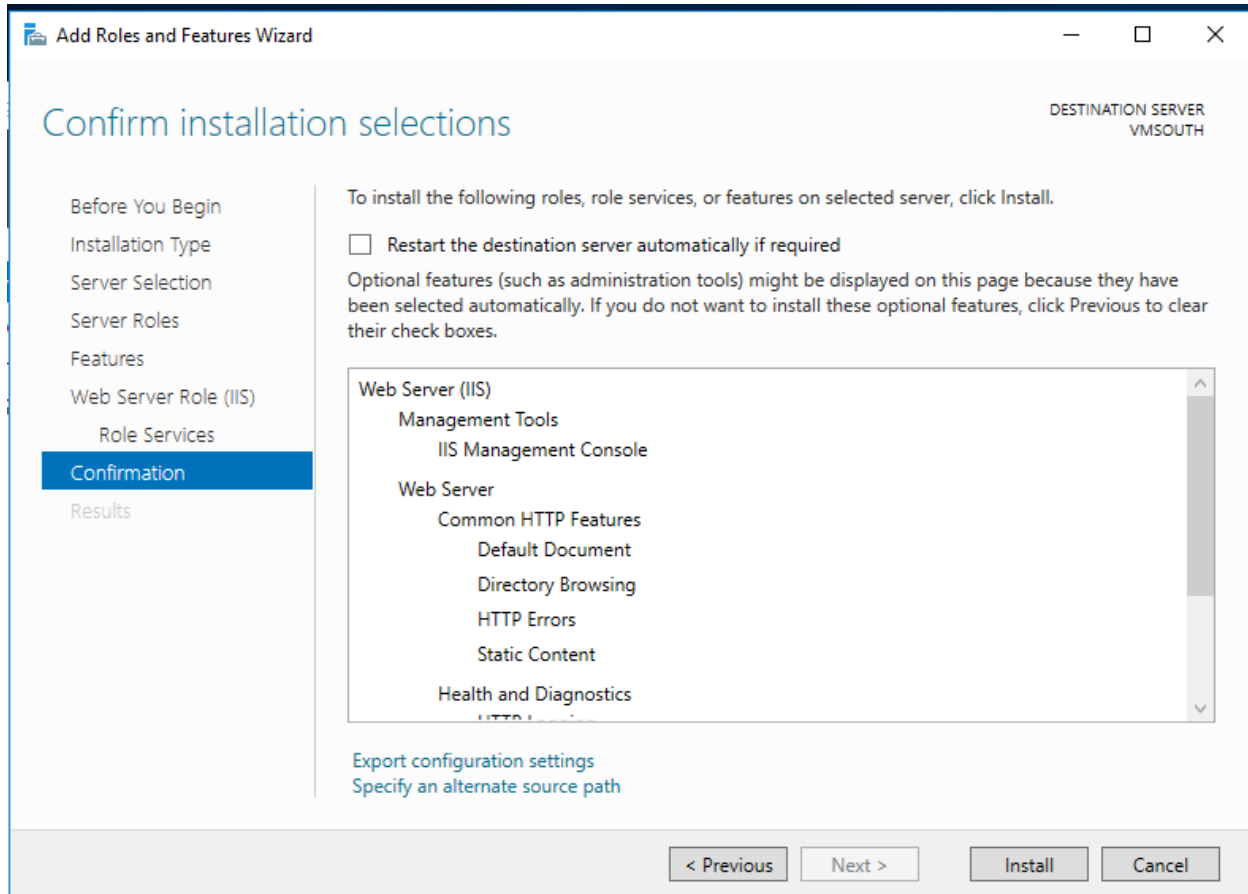 Add Roles and Features Wizard
Confirm installation selections
DESTINATION SERVER
VMSOUTH
Before You Begin
Installation Type
Server Selection
Server Roles
Features
Web Server Role (IIS)
Role Services
Confirmation
Results
To install the following roles, role services, or features on selected server, click Install.
Restart the destination server automatically if required
Optional features (such as administration tools) might be displayed on this page because they have
been selected automatically. If you do not want to install these optional features, click Previous to clear
their check boxes.
Web Server (IIS)
Management Tools
IIS Management Console
Web Server
Common HTTP Features
Default Document
Directory Browsing
HTTP Errors
Static Content
Health and Diagnostics
HTTP Logging
Export configuration settings
Specify an alternate source path
< Previous
Next >
Install
Cancel